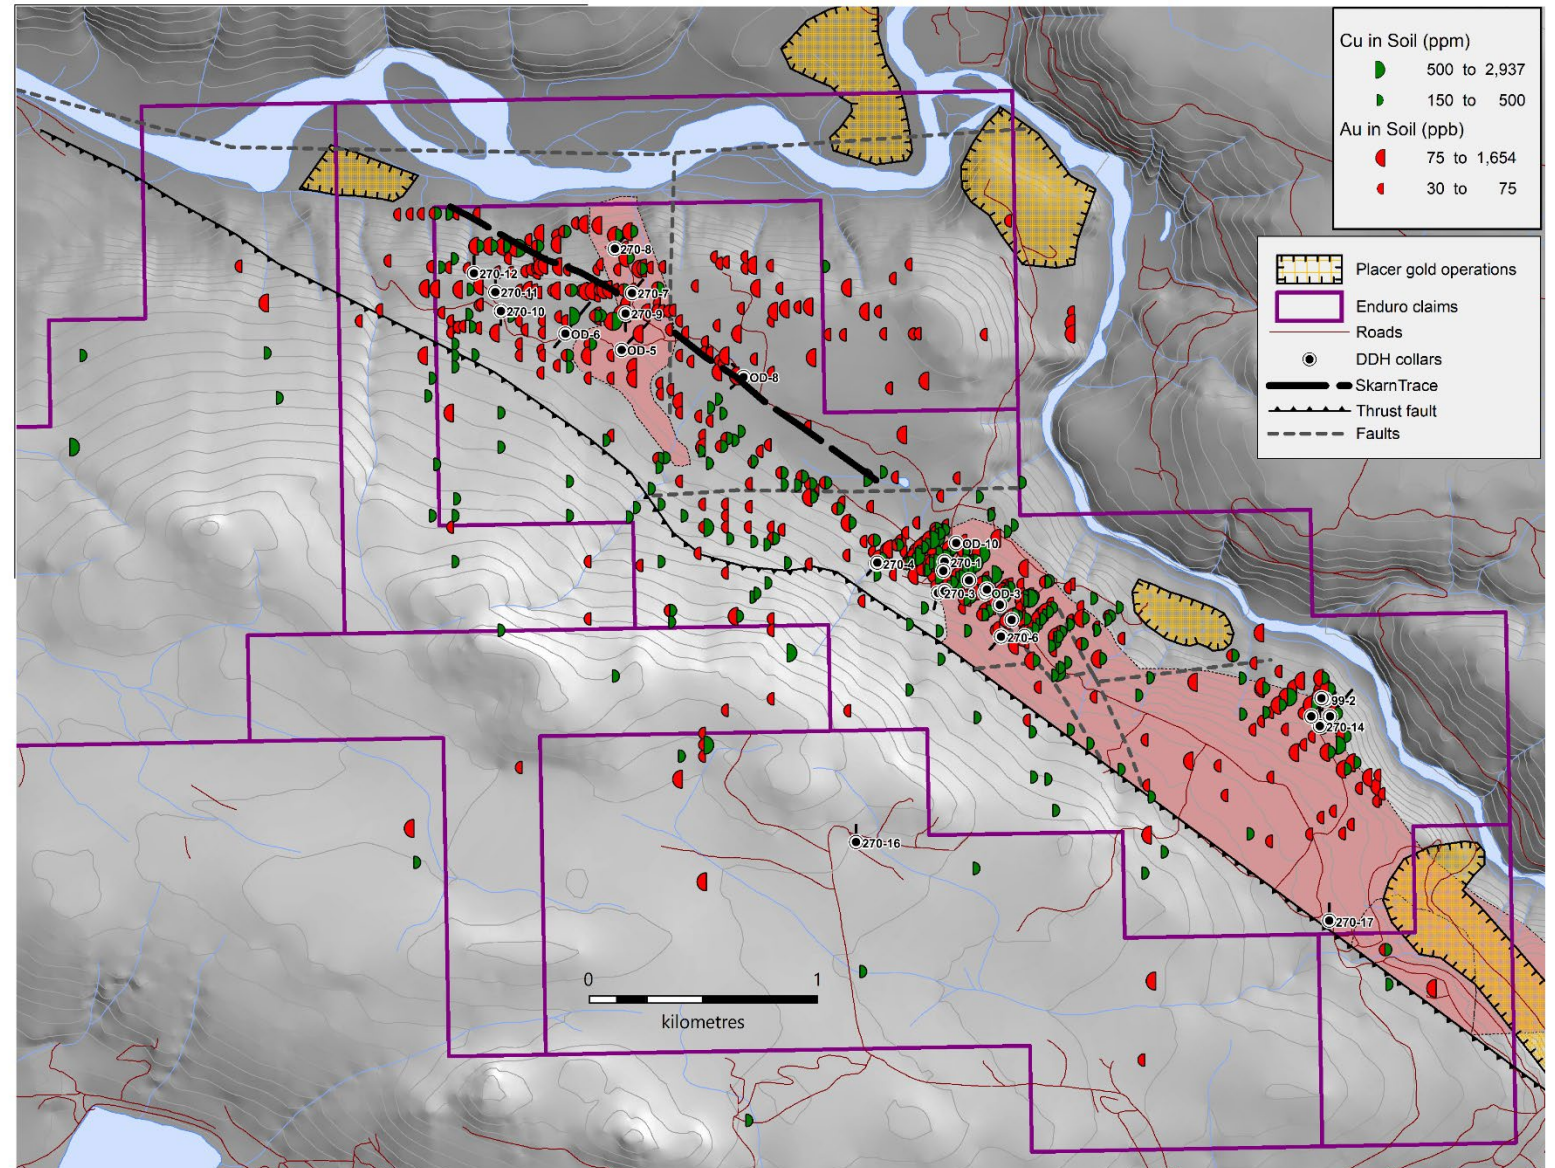 Cu in Soil (ppm)
500 to 2,937
150 to 500
Au in Soil (ppb)
75 to 1,654
30 to 75
Placer gold operations
Enduro claims
Roads
DDH collars
Skarn Trace
Thrust fault
Faults
270-8
270-12
270-11
270-7
270-10
270-9
OD-6
OD-5
OD-8
OD-10
270-4
270-1
270-3
OD-3
270-6
99-2
270-14
270-16
270-17
0 1
kilometres